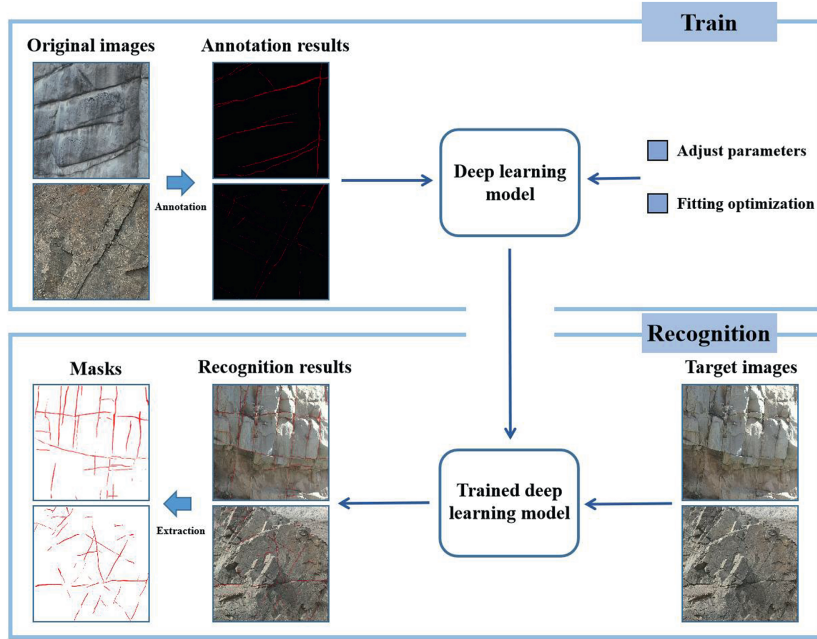 Train
Original images
Annotation results
Annotation
Deep learning
model
Adjust parameters
Fitting optimization
Recognition
Masks
Recognition results
Target images
Extraction
Trained deep
learning model